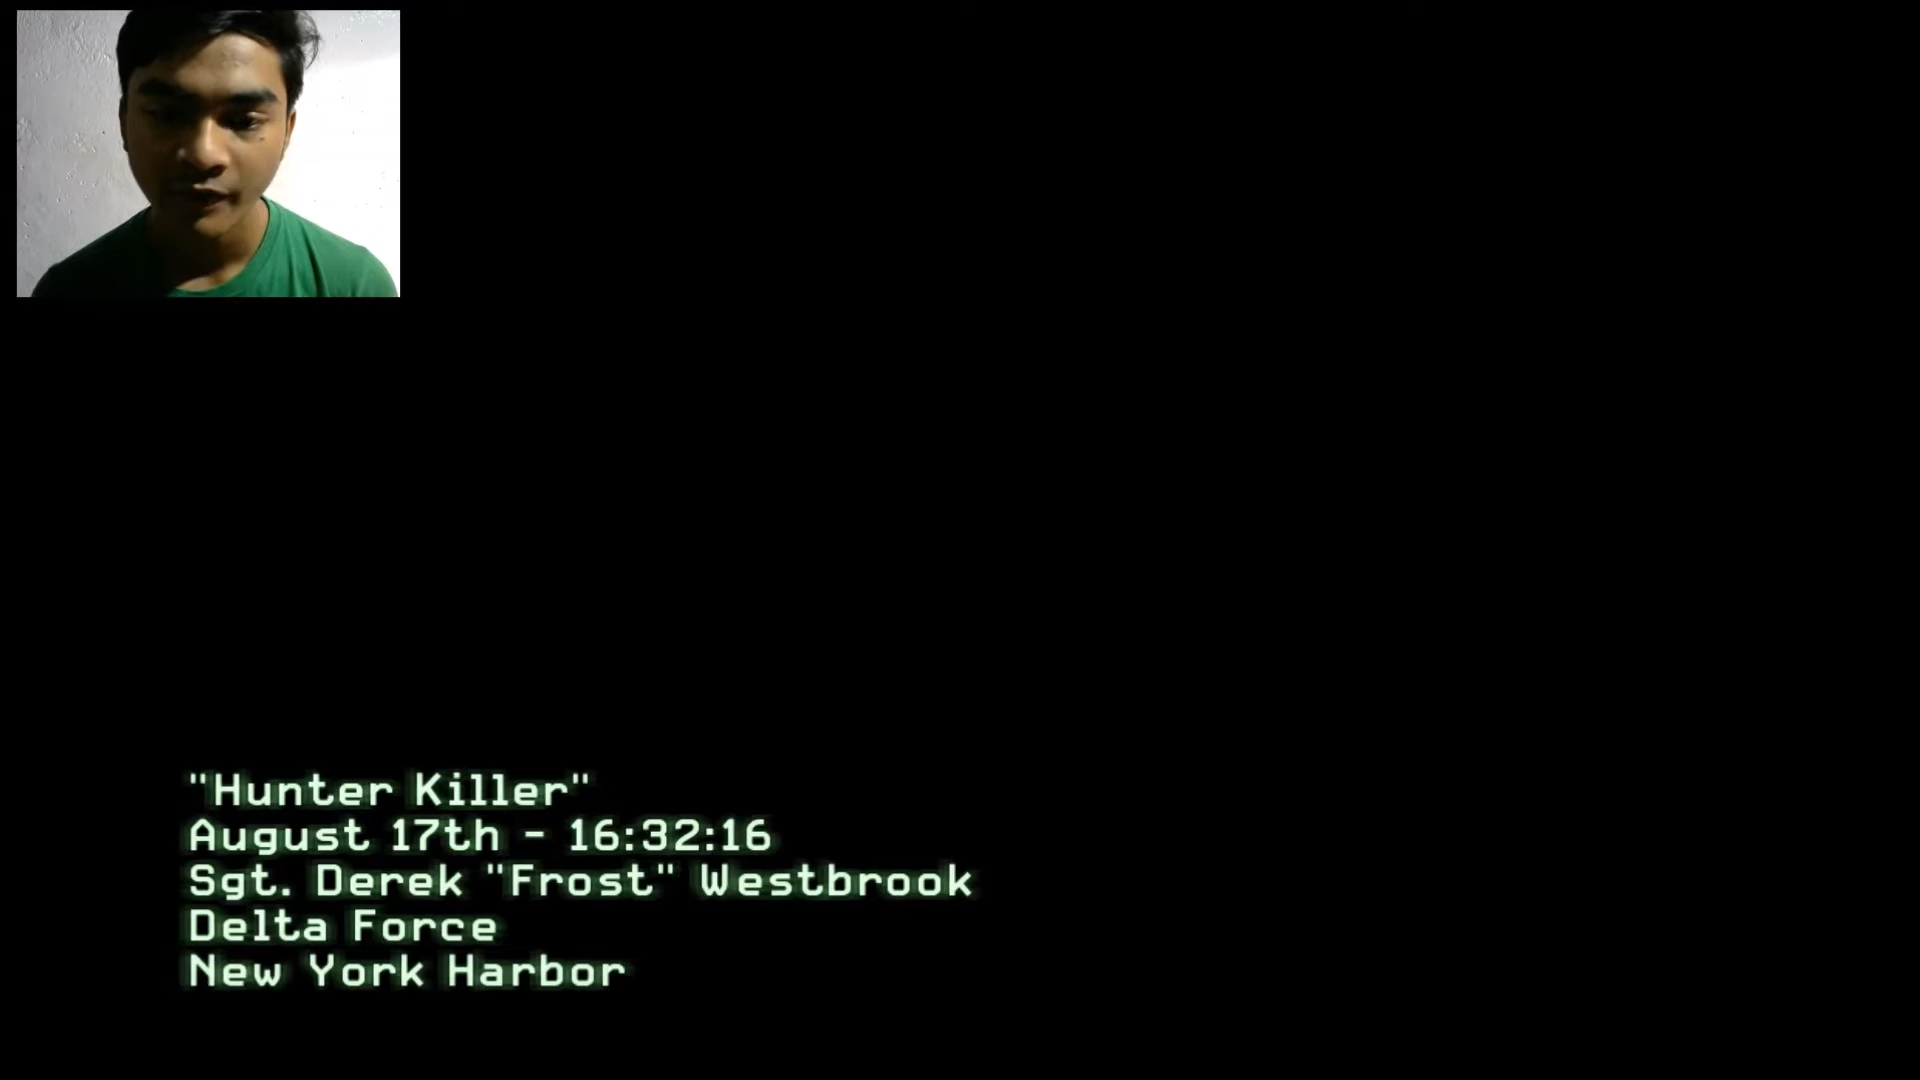 "Hunter Killer"
August 17th - 16:32:16
Sgt. Derek "Frost" Westbrook
Delta Force
New York Harbor